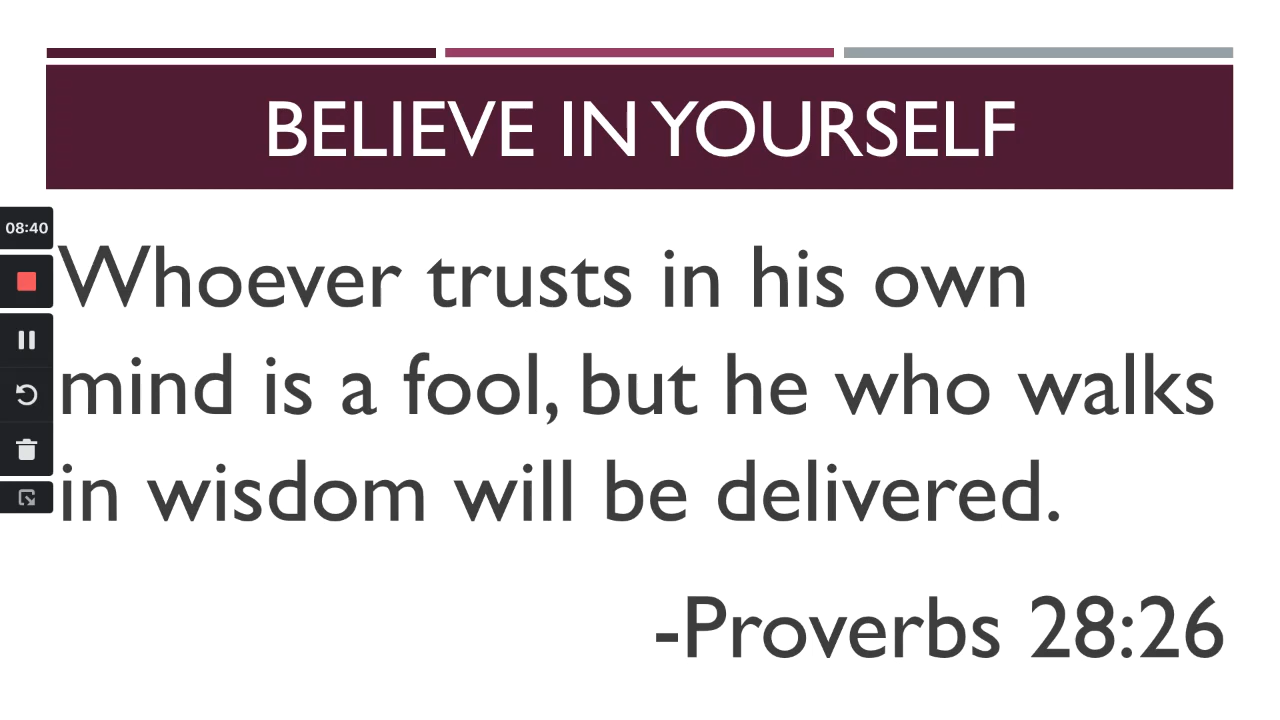 BELIEVE IN YOURSELF
08:40
Whoever trusts in his own
mind is a fool, but he who walks
in wisdom will be delivered.
-Proverbs 28:26